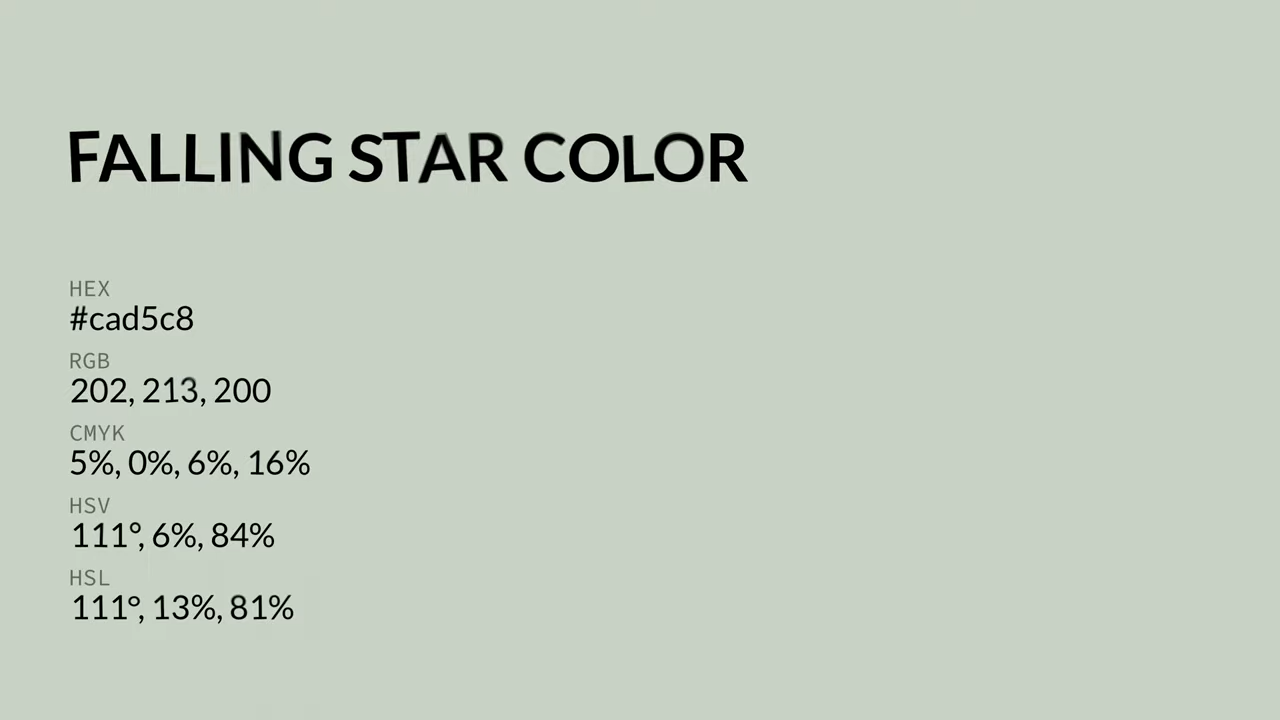 FALLING STAR COLOR
HEX
#cad5c8
RGB
202, 213, 200
CMYK
5%, 0%, 6%, 16%
HSV
111°, 6%, 84%
HSL
111°, 13%, 81%